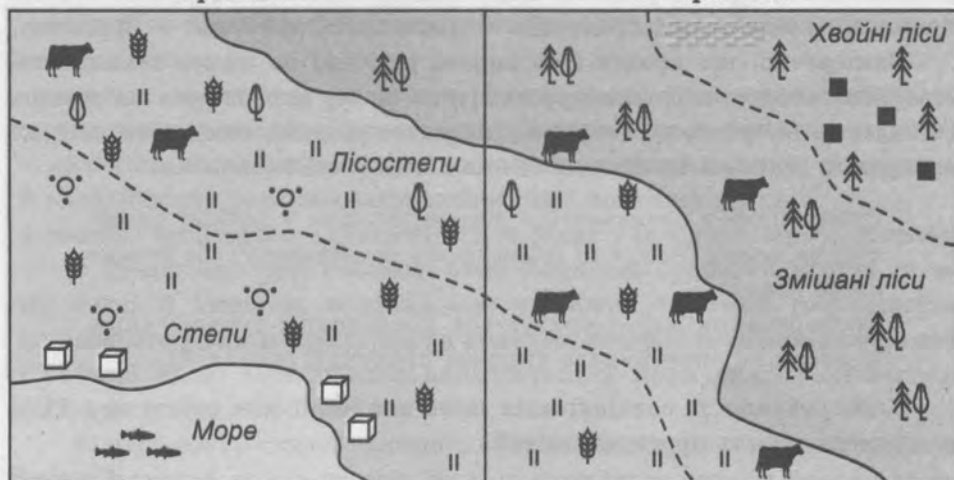 Хвойні ліси
Лісостепи
Змішані ліси
Степи
Море